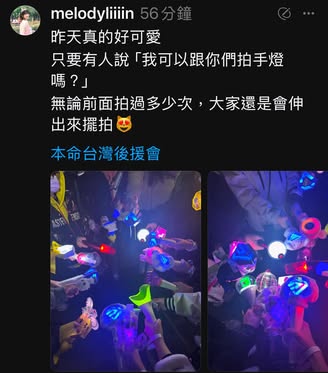 melodyliiiin 56分鐘
昨天真的好可愛
只要有人說「我可以跟你們拍手燈
嗎？」
無論前面拍過多少次，大家還是會伸
出來擺拍😻
本命台灣後援會